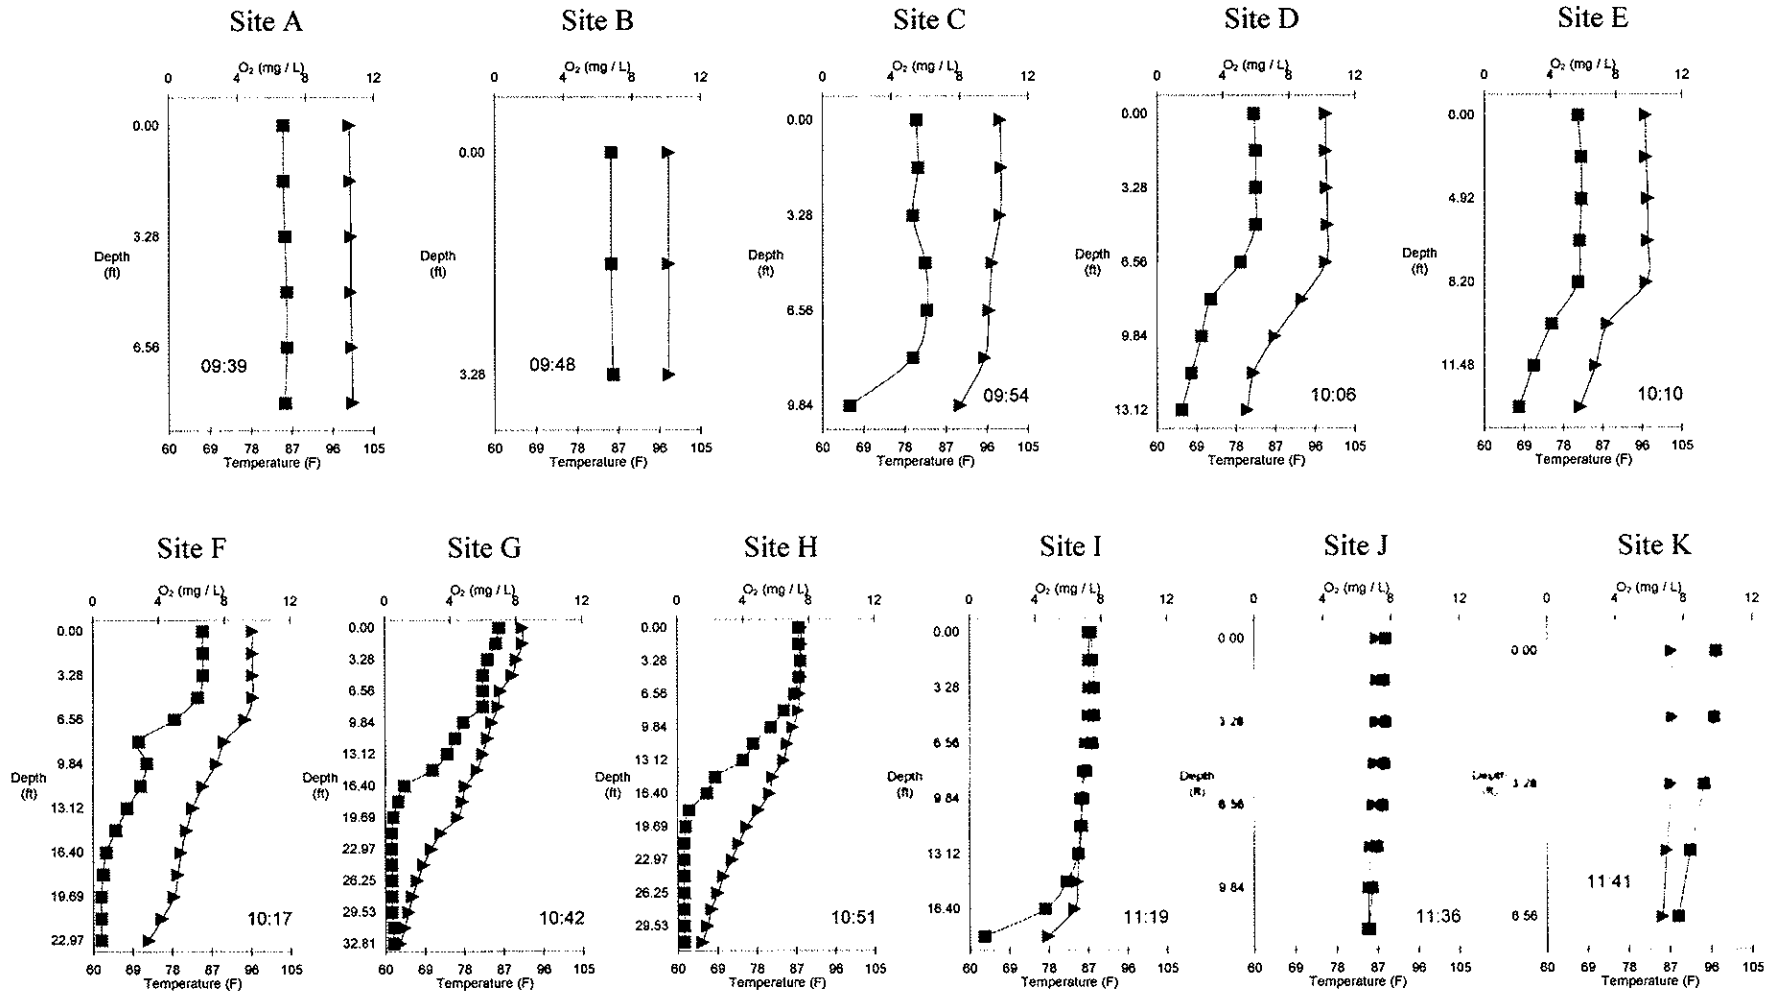 Site A
O₂ (mg / L)
0 4 8 12
0.00
3.28
Depth
(ft)
6.56
09:39
60 69 78 87 96 105
Temperature (F)
Site B
O₂ (mg / L)
0 4 8 12
0.00
Depth
(ft)
3.28
09:48
60 69 78 87 96 105
Temperature (F)
Site C
O₂ (mg / L)
0 4 8 12
0.00
3.28
Depth
(ft)
6.56
9.84
09:54
60 69 78 87 96 105
Temperature (F)
Site D
O₂ (mg / L)
0 4 8 12
0.00
3.28
Depth
(ft)
6.56
9.84
13.12
10:06
60 69 78 87 96 105
Temperature (F)
Site E
O₂ (mg / L)
0 4 8 12
0.00
4.92
Depth
(ft)
8.20
11.48
10:10
60 69 78 87 96 105
Temperature (F)
Site F
O₂ (mg / L)
0 4 8 12
0.00
3.28
6.56
9.84
Depth
(ft)
13.12
16.40
19.69
22.97
10:17
60 69 78 87 96 105
Temperature (F)
Site G
O₂ (mg / L)
0 4 8 12
0.00
3.28
6.56
9.84
13.12
Depth
(ft)
16.40
19.69
22.97
26.25
29.53
32.81
10:42
60 69 78 87 96 105
Temperature (F)
Site H
O₂ (mg / L)
0 4 8 12
0.00
3.28
6.56
9.84
13.12
Depth
(ft)
16.40
19.69
22.97
26.25
29.53
10:51
60 69 78 87 96 105
Temperature (F)
Site I
O₂ (mg / L)
0 4 8 12
0.00
3.28
6.56
Depth
(ft)
9.84
13.12
16.40
11:19
60 69 78 87 96 105
Temperature (F)
Site J
O₂ (mg / L)
0 4 8 12
0.00
3.28
Depth
(ft)
6.56
9.84
11:36
60 69 78 87 96 105
Temperature (F)
Site K
O₂ (mg / L)
0 4 8 12
0.00
Depth
(ft)
3.28
11:41
6.56
60 69 78 87 96 105
Temperature (F)